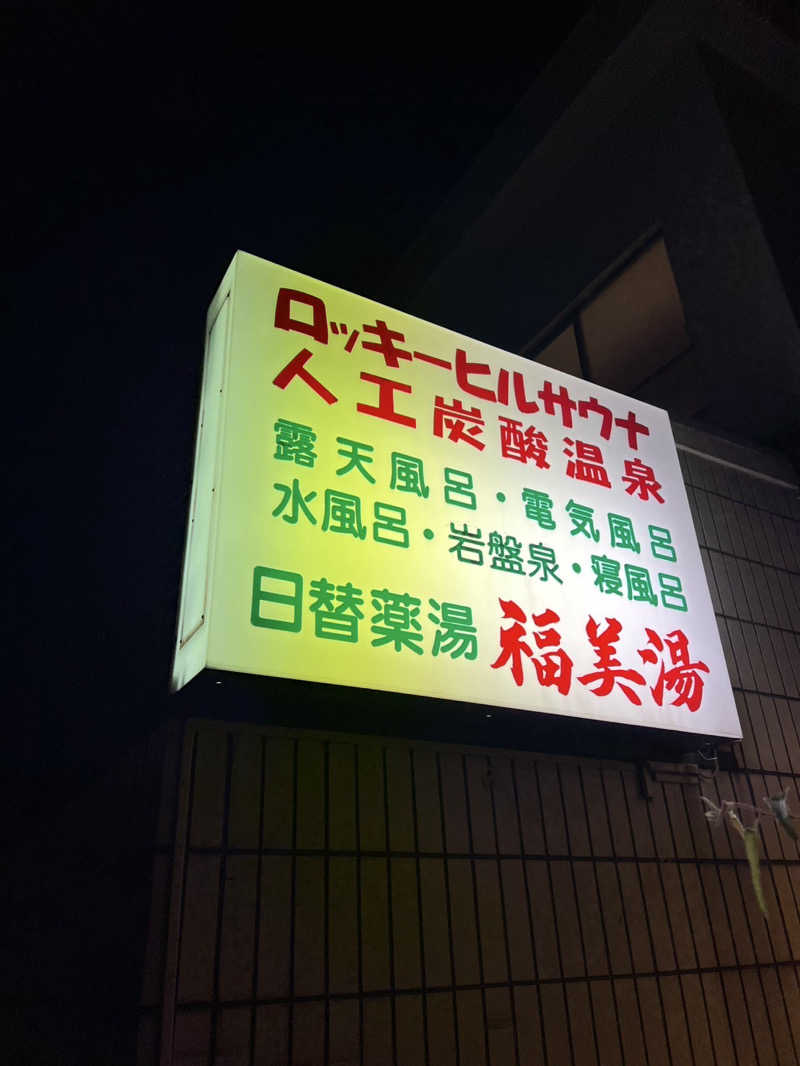 ロッキーヒルサウナ
人工炭酸温泉
露天風呂・電気風呂
水風呂・岩盤泉・寝風呂
日替薬湯 福美湯